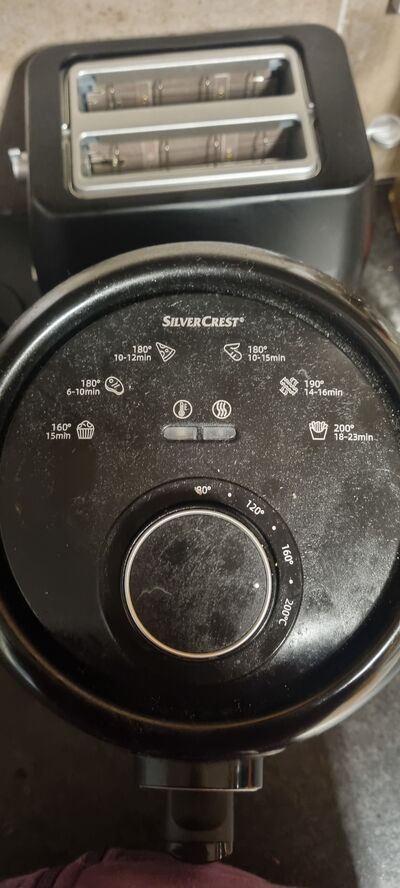 SILVERCREST®
180°
10-12min
180°
10-15min
180°
6-10min
190°
14-16min
160°
15min
200°
18-23min
80°
120°
160°
200°C